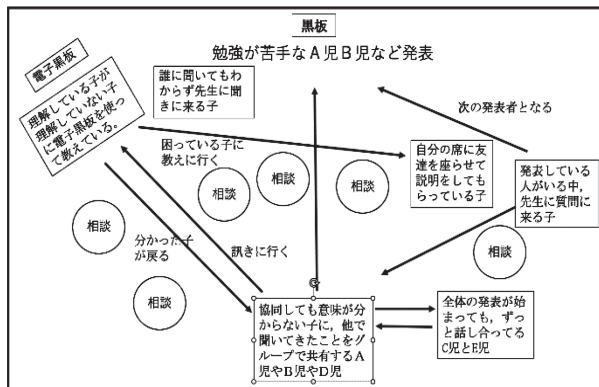 黒板
勉強が苦手なA児B児など発表
電子黒板
理解している子が
理解していない子
に電子黒板を使っ
て教えている。
誰に聞いてもわ
からず先生に聞
きに来る子
次の発表者となる
困っている子に
教えに行く
自分の席に友
達を座らせて
説明をしても
らっている子
発表している
人がいる中,
先生に質問に
来る子
相談
相談
相談
相談
相談
相談
分かった子
が戻る
訊きに行く
協同しても意味が分
からない子に,他で
聞いてきたことをグ
ループで共有するA
児やB児やD児
全体の発表が始
まっても,ずっ
と話し合ってる
C児とE児